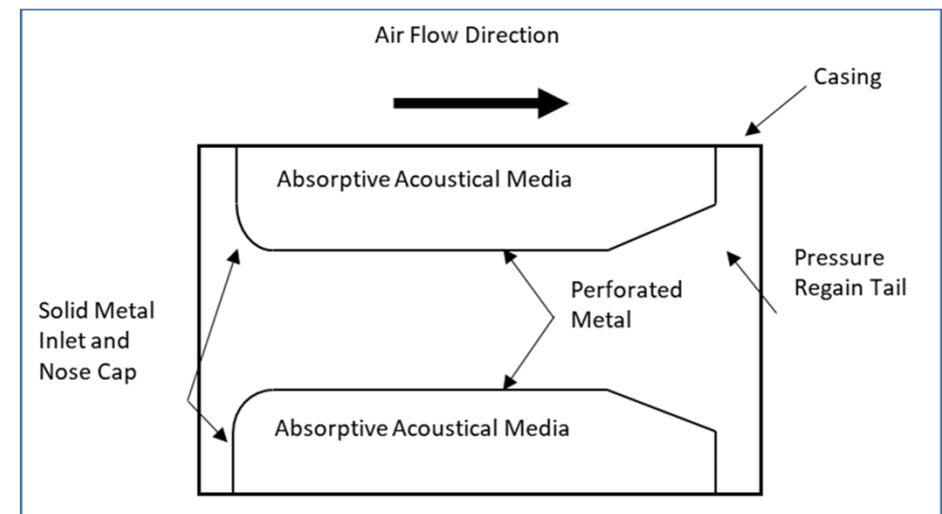 Air Flow Direction
Casing
Absorptive Acoustical Media
Pressure
Regain Tail
Perforated
Metal
Solid Metal
Inlet and
Nose Cap
Absorptive Acoustical Media